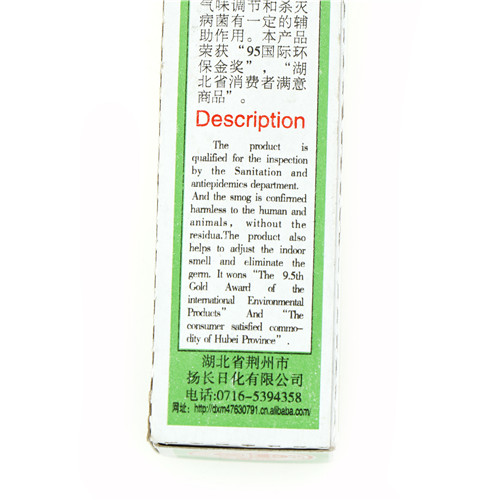 气味调节和杀灭
病菌有一定的辅
助作用。本产品
荣获“95国际环
保金奖”,“湖
北省消费者满意
商品”。
Description
The product is
qualified for the inspection
by the Sanitation and
antiepidemics department.
And the smog is confirmed
harmless to the human and
animals, without the
residua.The product also
helps to adjust the indoor
smell and eliminate the
germ. It wons "The 9.5th
Gold Award of the
international Environmental
Products" And "The
consumer satisfied commo-
dity of Hubei Province" .
湖北省荆州市
扬长日化有限公司
电话:0716-5394358
网址：http://dxm47630791.cn.alibaba.com/